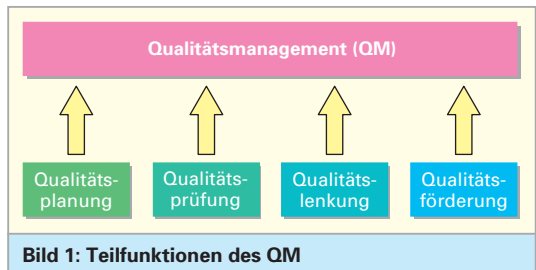 Qualitätsmanagement (QM)
Qualitäts-
planung
Qualitäts-
prüfung
Qualitäts-
lenkung
Qualitäts-
förderung
Bild 1: Teilfunktionen des QM